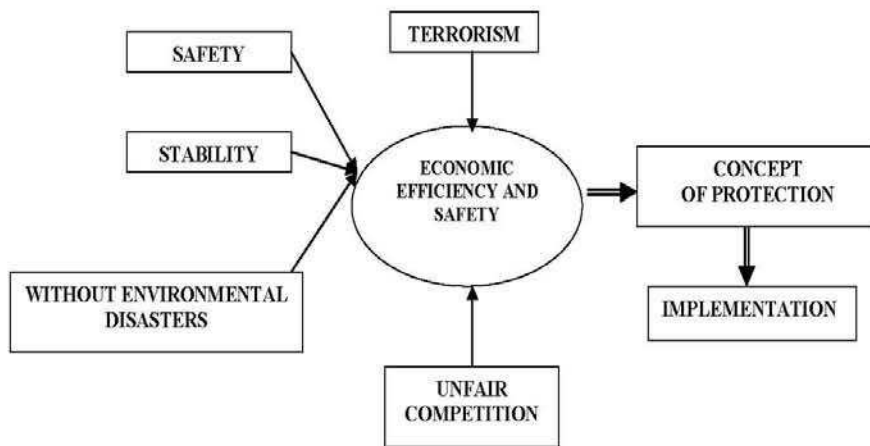 TERRORISM
SAFETY
STABILITY
ECONOMIC
EFFICIENCY AND
SAFETY
CONCEPT
OF PROTECTION
WITHOUT ENVIRONMENTAL
DISASTERS
IMPLEMENTATION
UNFAIR
COMPETITION